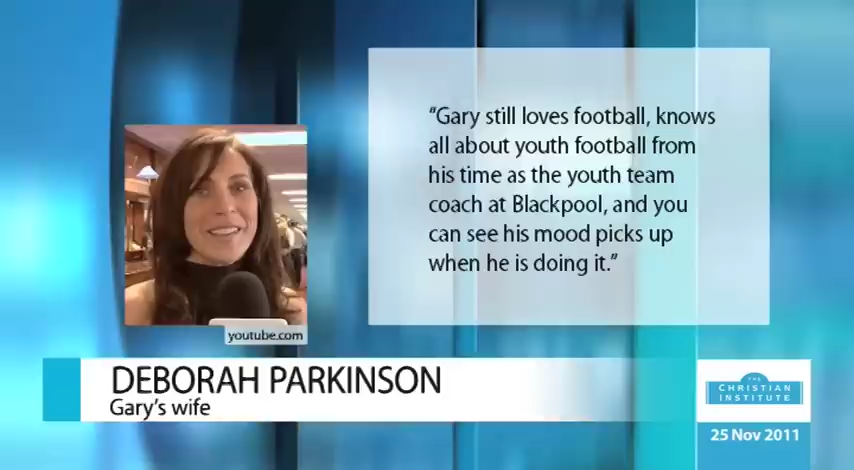 “Gary still loves football, knows
all about youth football from
his time as the youth team
coach at Blackpool, and you
can see his mood picks up
when he is doing it.”
youtube.com
DEBORAH PARKINSON
Gary's wife
THE
CHRISTIAN
INSTITUTE
25 Nov 2011